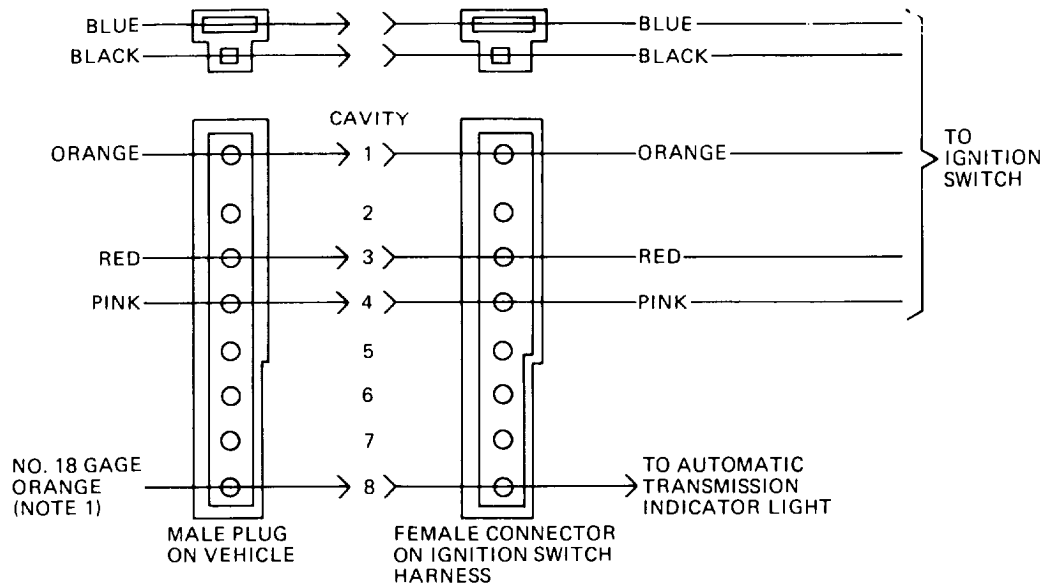 BLUE
BLUE
BLACK
BLACK
CAVITY
ORANGE
1
ORANGE
TO
IGNITION
SWITCH
2
RED
3
RED
PINK
4
PINK
5
6
7
NO. 18 GAGE
ORANGE
(NOTE 1)
8
TO AUTOMATIC
TRANSMISSION
INDICATOR LIGHT
MALE PLUG
ON VEHICLE
FEMALE CONNECTOR
ON IGNITION SWITCH
HARNESS